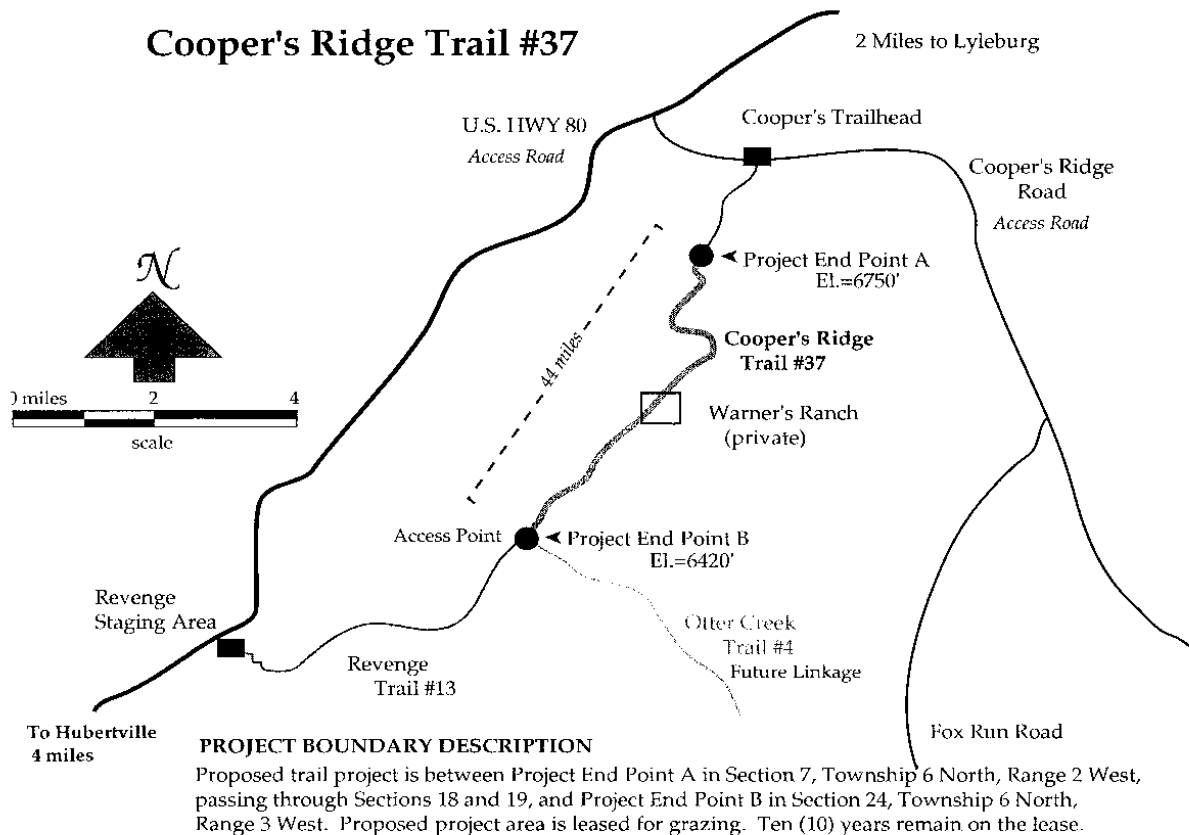 Cooper's Ridge Trail #37
2 Miles to Lyleburg
U.S. HWY 80
Access Road
Cooper's Trailhead
Cooper's Ridge
Road
Access Road
N
Project End Point A
El.=6750'
44 miles
Cooper's Ridge
Trail #37
0 miles 2 4
scale
Warner's Ranch
(private)
Access Point
Project End Point B
El.=6420'
Revenge
Staging Area
Otter Creek
Trail #4
Future Linkage
Revenge
Trail #13
To Hubertville
4 miles
Fox Run Road
PROJECT BOUNDARY DESCRIPTION
Proposed trail project is between Project End Point A in Section 7, Township 6 North, Range 2 West,
passing through Sections 18 and 19, and Project End Point B in Section 24, Township 6 North,
Range 3 West. Proposed project area is leased for grazing. Ten (10) years remain on the lease.